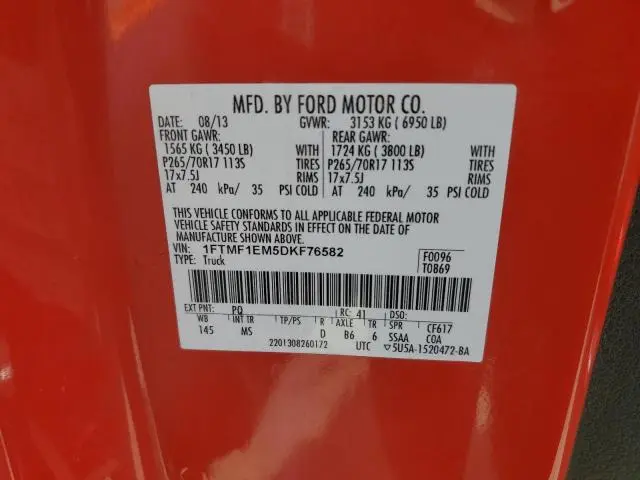 MFD. BY FORD MOTOR CO.
DATE: 08/13 GVWR: 3153 KG ( 6950 LB)
FRONT GAWR: REAR GAWR:
1565 KG ( 3450 LB) WITH 1724 KG ( 3800 LB) WITH
P265/70R17 113S TIRES P265/70R17 113S TIRES
17x7.5J RIMS 17x7.5J RIMS
AT 240 kPa/ 35 PSI COLD AT 240 kPa/ 35 PSI COLD
THIS VEHICLE CONFORMS TO ALL APPLICABLE FEDERAL MOTOR
VEHICLE SAFETY STANDARDS IN EFFECT ON THE DATE OF
MANUFACTURE SHOWN ABOVE.
VIN: 1FTMF1EM5DKF76582 F0096
TYPE: Truck T0B69
EXT PNT: PQ RC: 41 DSO:
WB INT TR TP/PS R AXLE TR SPR CF617
145 MS D B6 6 SSAA COA
2201308260172 UTC 5U5A-1520472-BA